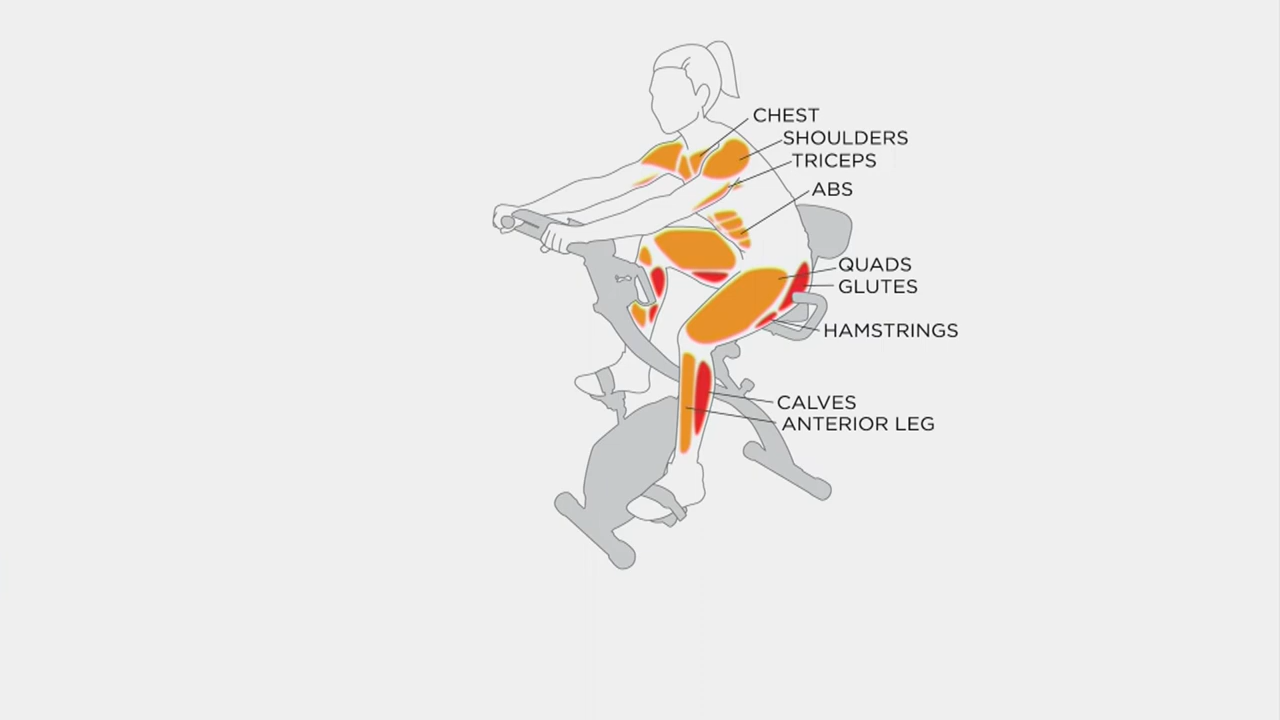 CHEST
SHOULDERS
TRICEPS
ABS
QUADS
GLUTES
HAMSTRINGS
CALVES
ANTERIOR LEG